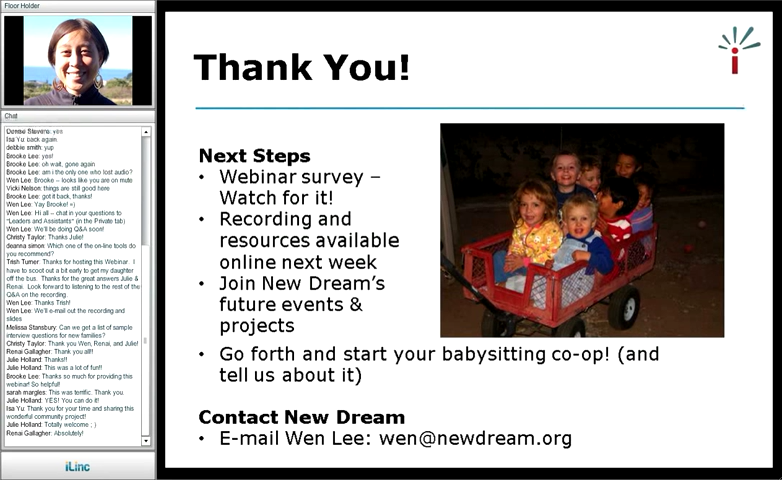 Floor Holder
Chat
Denise Stevens: yes
Isa Yu: back again
debbie smith: yup
Brooke Lee: yes!
Brooke Lee: oh wait, gone again
Brooke Lee: am i the only one who lost audio?
Wen Lee: Brooke -- looks like you are on mute
Vicki Nelson: things are still good here
Brooke Lee: got it back, thanks!
Wen Lee: Yay Brooke! =)
Wen Lee: Hi all -- chat in your questions to
"Leaders and Assistants" (in the Private tab)
Wen Lee: We'll be doing Q&A soon!
Christy Taylor: Thanks Julie!
deanna simon: Which one of the on-line tools do
you recommend?
Trish Turner: Thanks for hosting this Webinar. I
have to scoot out a bit early to get my daughter
off the bus. Thanks for the great answers Julie &
Renai. Look forward to listening to the rest of the
Q&A on the recording.
Wen Lee: Thanks Trish!
Wen Lee: We'll e-mail out the recording and
slides
Melissa Stansbury: Can we get a list of sample
interview questions for new families?
Christy Taylor: Thank you Wen, Renai, and Julie!
Renai Gallagher: Thank you all!!
Julie Holland: Thanks!!
Julie Holland: This was a lot of fun!!
Brooke Lee: Thanks so much for providing this
webinar! So helpful!
sarah margles: This was terrific. Thank you.
Julie Holland: YES! You can do it!
Isa Yu: Thank you for your time and sharing this
wonderful community project!
Julie Holland: Totally welcome ; )
Renai Gallagher: Absolutely!
iLinc
Thank You!
Next Steps
• Webinar survey –
Watch for it!
• Recording and
resources available
online next week
• Join New Dream's
future events &
projects
• Go forth and start your babysitting co-op! (and
tell us about it)
Contact New Dream
• E-mail Wen Lee: wen@newdream.org